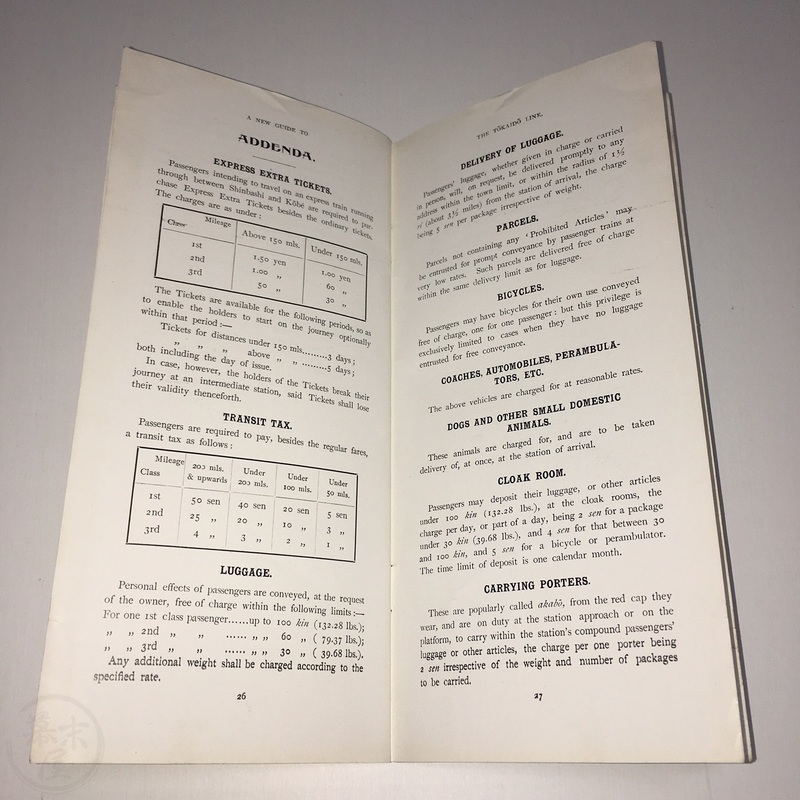 A NEW GUIDE TO
ADDENDA.
EXPRESS EXTRA TICKETS.
Passengers intending to travel on an express train running
through between Shinbashi and Kōbé are required to pur-
chase Express Extra Tickets besides the ordinary tickets.
The charges are as under:
Mileage
Class
Above 150 mls.
Under 150 mls.
1st 1.50 yen 1.00 yen
2nd 1.00 „ 60 „
3rd 50 „ 30 „
The Tickets are available for the following periods, so as
to enable the holders to start on the journey optionally
within that period:—
Tickets for distances under 150 mls.........3 days;
„ „ „ above „ „ ........5 days;
both including the day of issue.
In case, however, the holders of the Tickets break their
journey at an intermediate station, said Tickets shall lose
their validity thenceforth.
TRANSIT TAX.
Passengers are required to pay, besides the regular fares,
a transit tax as follows:
Mileage
Class
200 mls. & upwards
Under 200 mls.
Under 100 mls.
Under 50 mls.
1st 50 sen 40 sen 20 sen 5 sen
2nd 25 „ 20 „ 10 „ 3 „
3rd 4 „ 3 „ 2 „ 1 „
LUGGAGE.
Personal effects of passengers are conveyed, at the request
of the owner, free of charge within the following limits:—
For one 1st class passenger......up to 100 kin (132.28 lbs.);
„ „ 2nd „ „ ...... „ „ 60 „ ( 79.37 lbs.);
„ „ 3rd „ „ ...... „ „ 30 „ ( 39.68 lbs.).
Any additional weight shall be charged according to the
specified rate.
26
THE TŌKAIDŌ LINE.
DELIVERY OF LUGGAGE.
Passengers' luggage, whether given in charge or carried
in person, will, on request, be delivered promptly to any
address within the town limit, or within the radius of 1½
ri (about 3½ miles) from the station of arrival, the charge
being 5 sen per package irrespective of weight.
PARCELS.
Parcels not containing any 'Prohibited Articles' may
be entrusted for prompt conveyance by passenger trains at
very low rates. Such parcels are delivered free of charge
within the same delivery limit as for luggage.
BICYCLES.
Passengers may have bicycles for their own use conveyed
free of charge, one for one passenger: but this privilege is
exclusively limited to cases when they have no luggage
entrusted for free conveyance.
COACHES, AUTOMOBILES, PERAMBULA-
TORS, ETC.
The above vehicles are charged for at reasonable rates.
DOGS AND OTHER SMALL DOMESTIC
ANIMALS.
These animals are charged for, and are to be taken
delivery of, at once, at the station of arrival.
CLOAK ROOM.
Passengers may deposit their luggage, or other articles
under 100 kin (132.28 lbs.), at the cloak rooms, the
charge per day, or part of a day, being 2 sen for a package
under 30 kin (39.68 lbs.), and 4 sen for that between 30
and 100 kin, and 5 sen for a bicycle or perambulator.
The time limit of deposit is one calendar month.
CARRYING PORTERS.
These are popularly called akabō, from the red cap they
wear, and are on duty at the station approach or on the
platform, to carry within the station's compound passengers'
luggage or other articles, the charge per one porter being
2 sen irrespective of the weight and number of packages
to be carried.
27